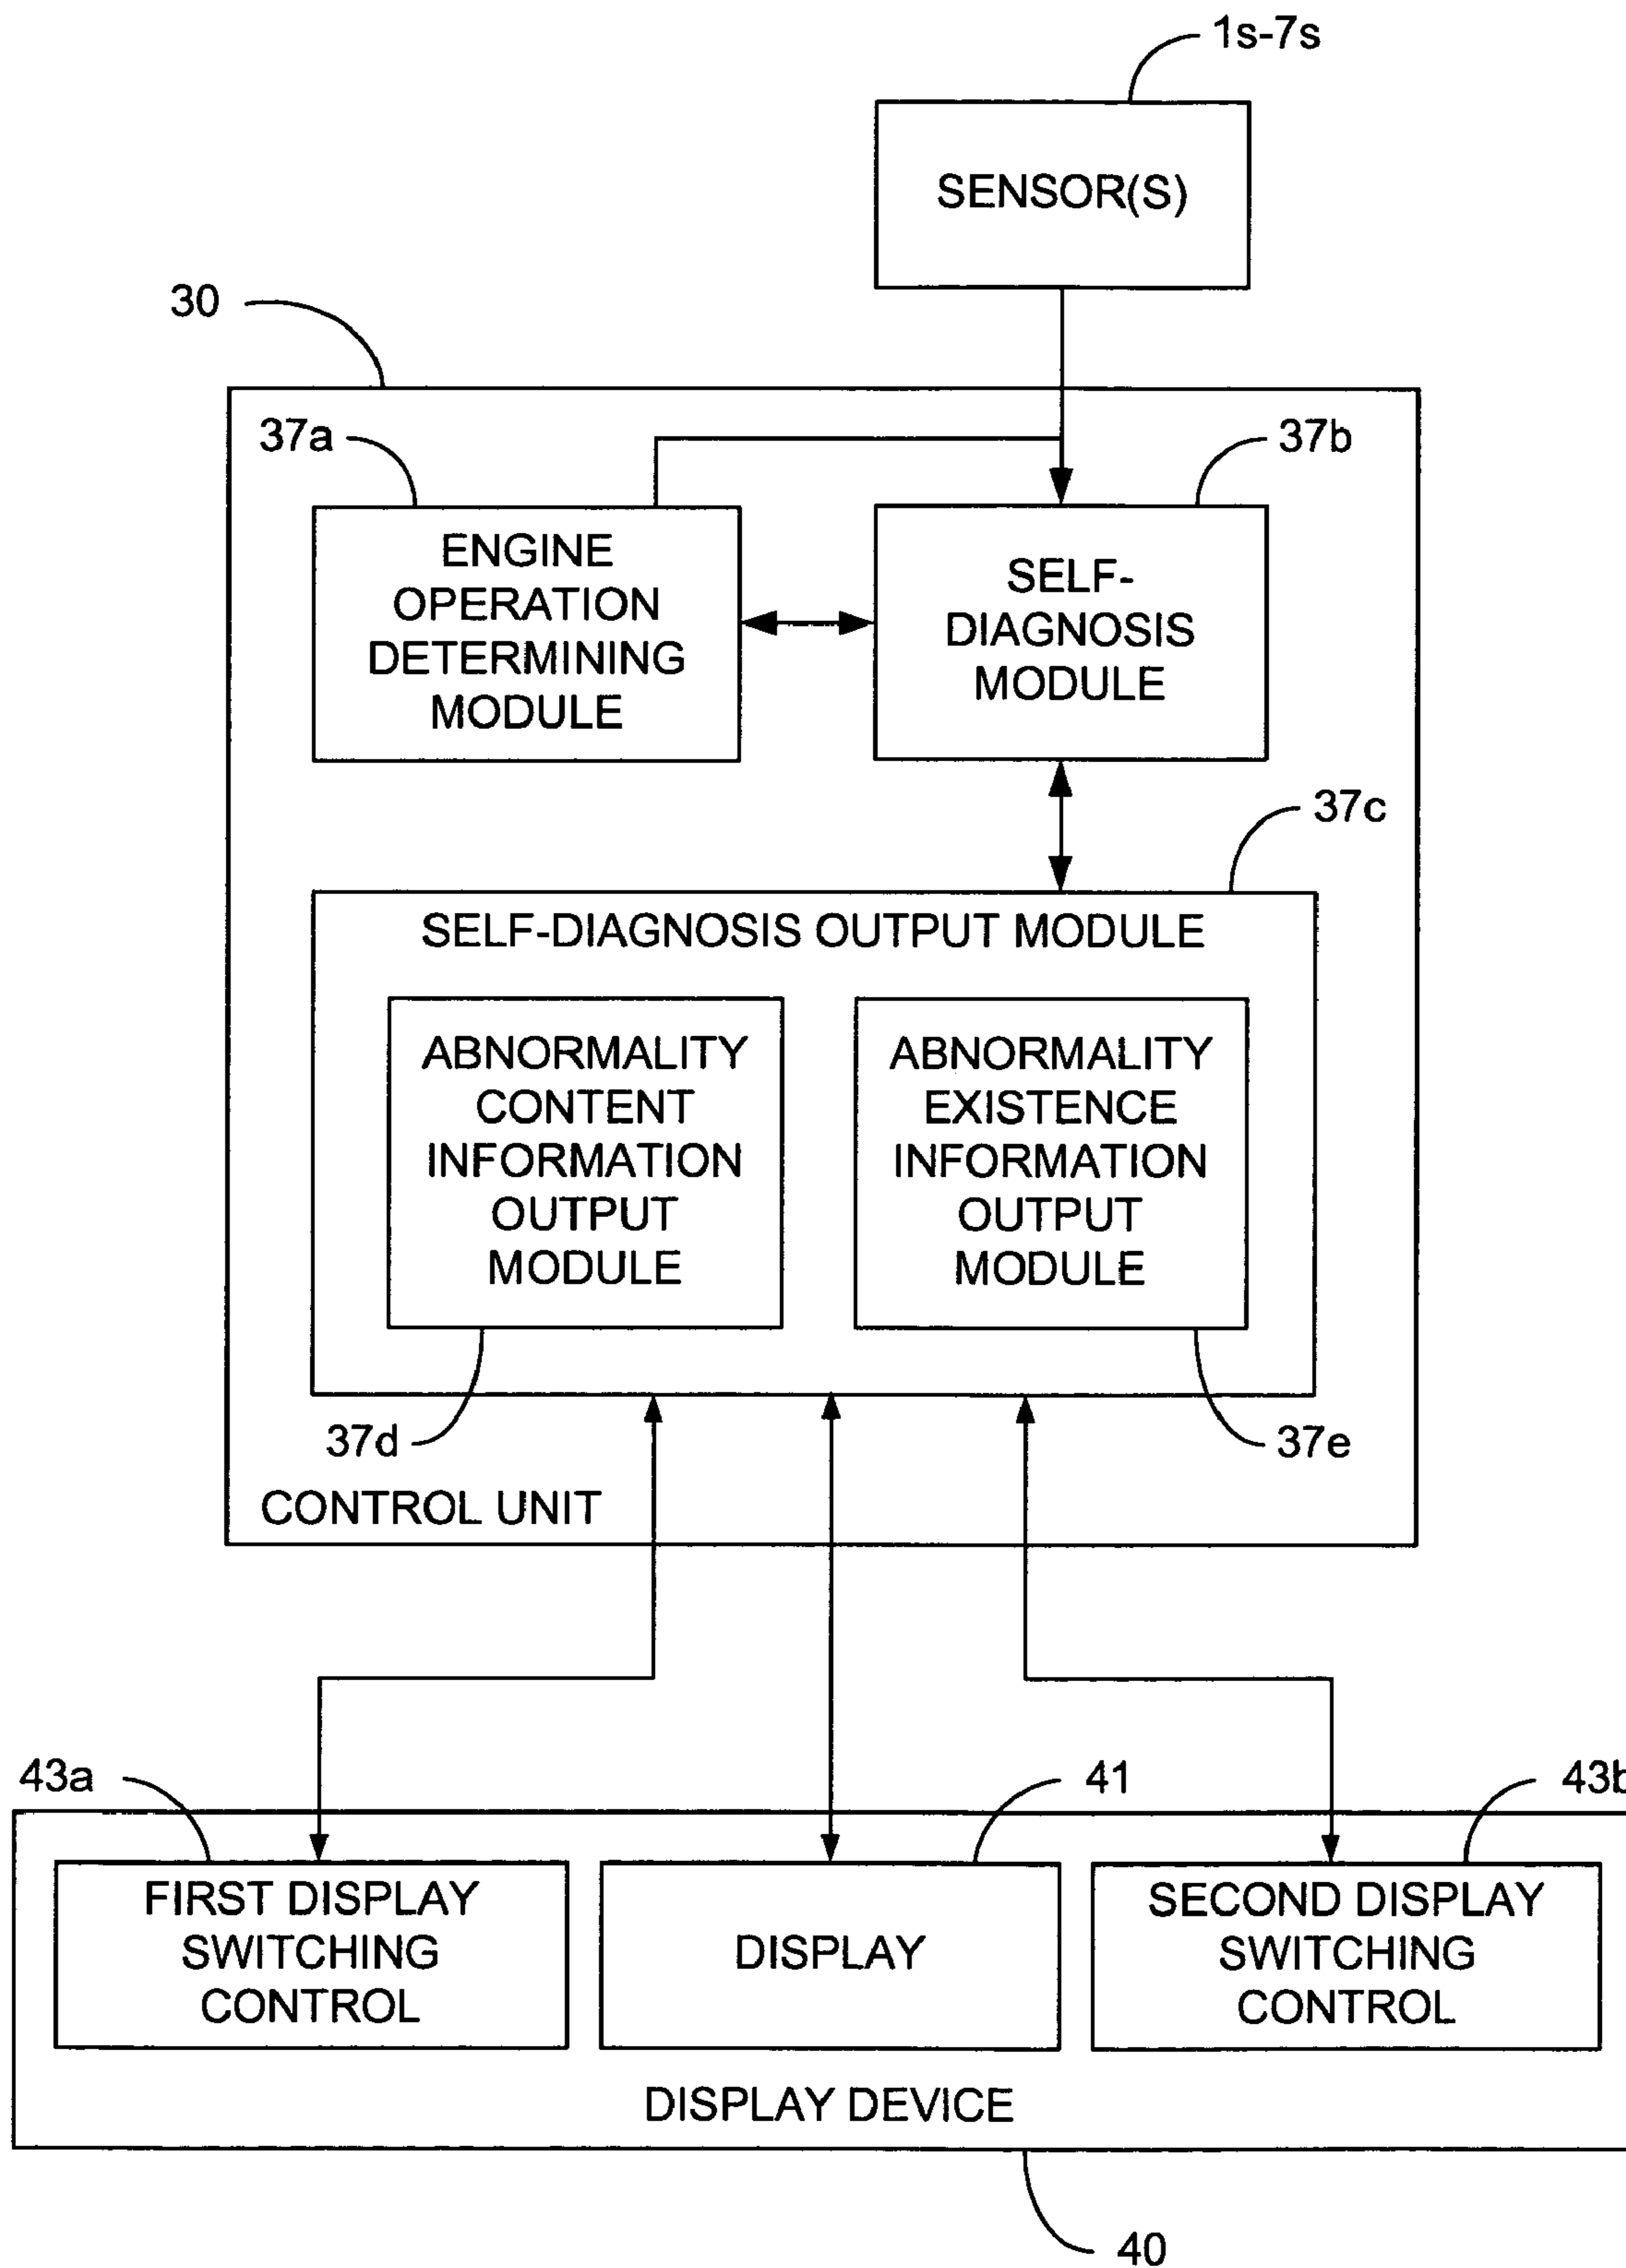 1s-7s
SENSOR(S)
30
37a
37b
ENGINE
OPERATION
DETERMINING
MODULE
SELF-
DIAGNOSIS
MODULE
37c
SELF-DIAGNOSIS OUTPUT MODULE
ABNORMALITY
CONTENT
INFORMATION
OUTPUT
MODULE
ABNORMALITY
EXISTENCE
INFORMATION
OUTPUT
MODULE
37d
37e
CONTROL UNIT
43a
41
43b
FIRST DISPLAY
SWITCHING
CONTROL
DISPLAY
SECOND DISPLAY
SWITCHING
CONTROL
DISPLAY DEVICE
40